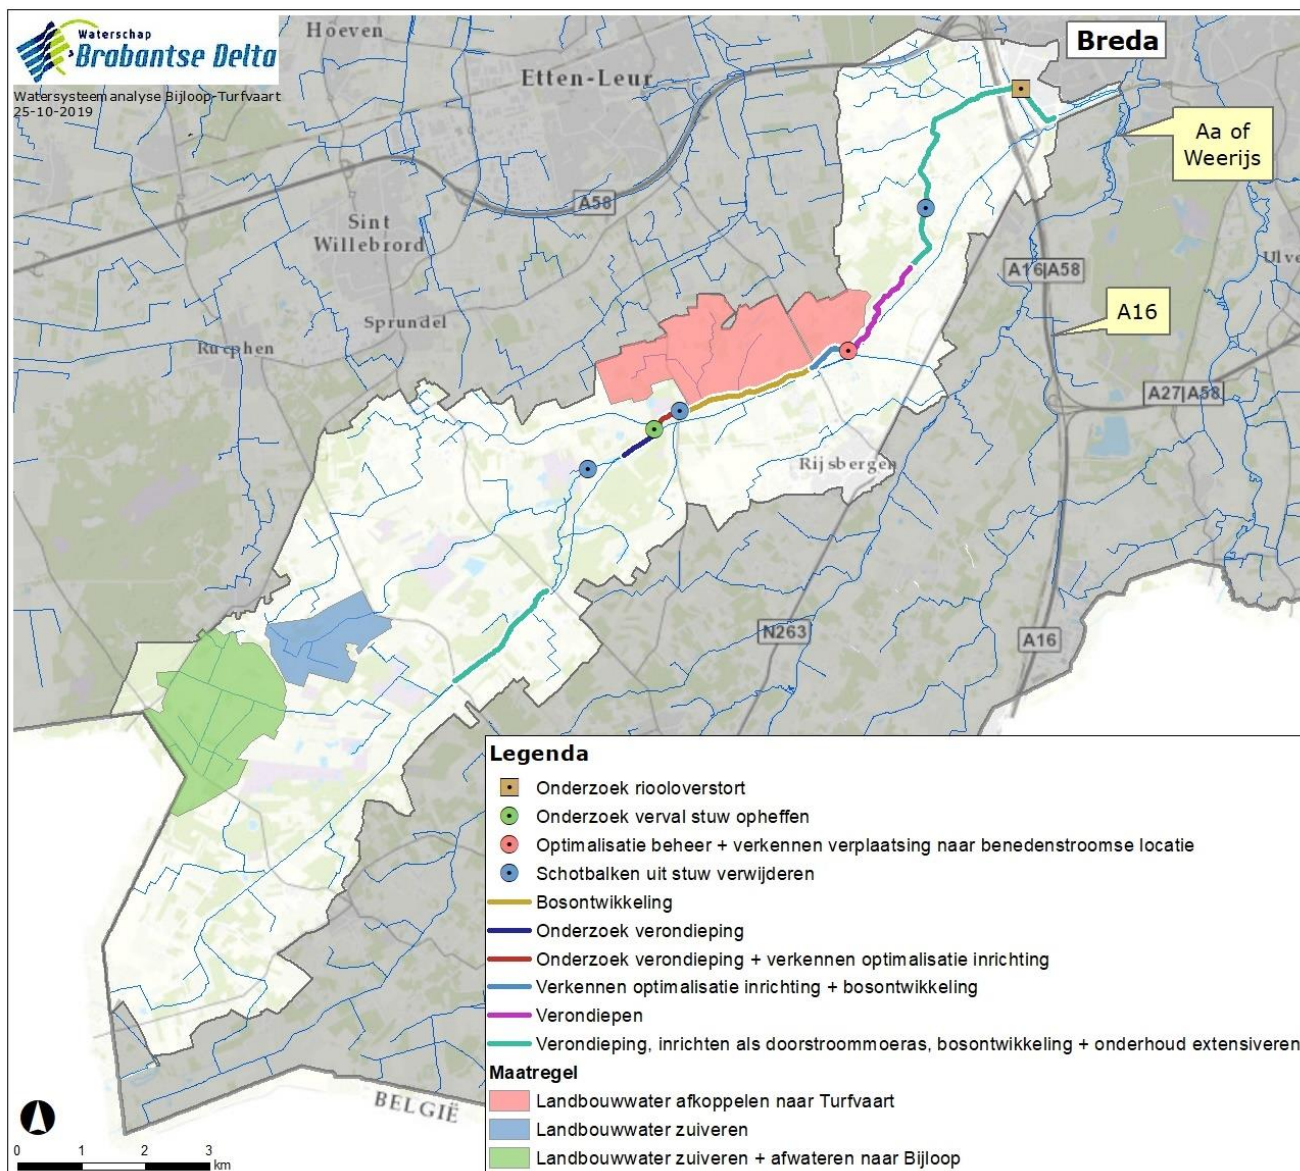 Waterschap
Brabantse Delta
Watersysteemanalyse Bijloop-Turfvaart
25-10-2019
Hoeven
Etten-Leur
Breda
Aa of
Weerijs
A58
Sint
Willebrord
Ulve
A16|A58
A16
Sprundel
Rucphen
A27|A58
Rijsbergen
N263
A16
BELGIË
Legenda
Onderzoek riooloverstort
Onderzoek verval stuw opheffen
Optimalisatie beheer + verkennen verplaatsing naar benedenstroomse locatie
Schotbalken uit stuw verwijderen
Bosontwikkeling
Onderzoek verondieping
Onderzoek verondieping + verkennen optimalisatie inrichting
Verkennen optimalisatie inrichting + bosontwikkeling
Verondiepen
Verondieping, inrichten als doorstroommoeras, bosontwikkeling + onderhoud extensiveren
Maatregel
Landbouwwater afkoppelen naar Turfvaart
Landbouwwater zuiveren
Landbouwwater zuiveren + afwateren naar Bijloop
0 1 2 3
km